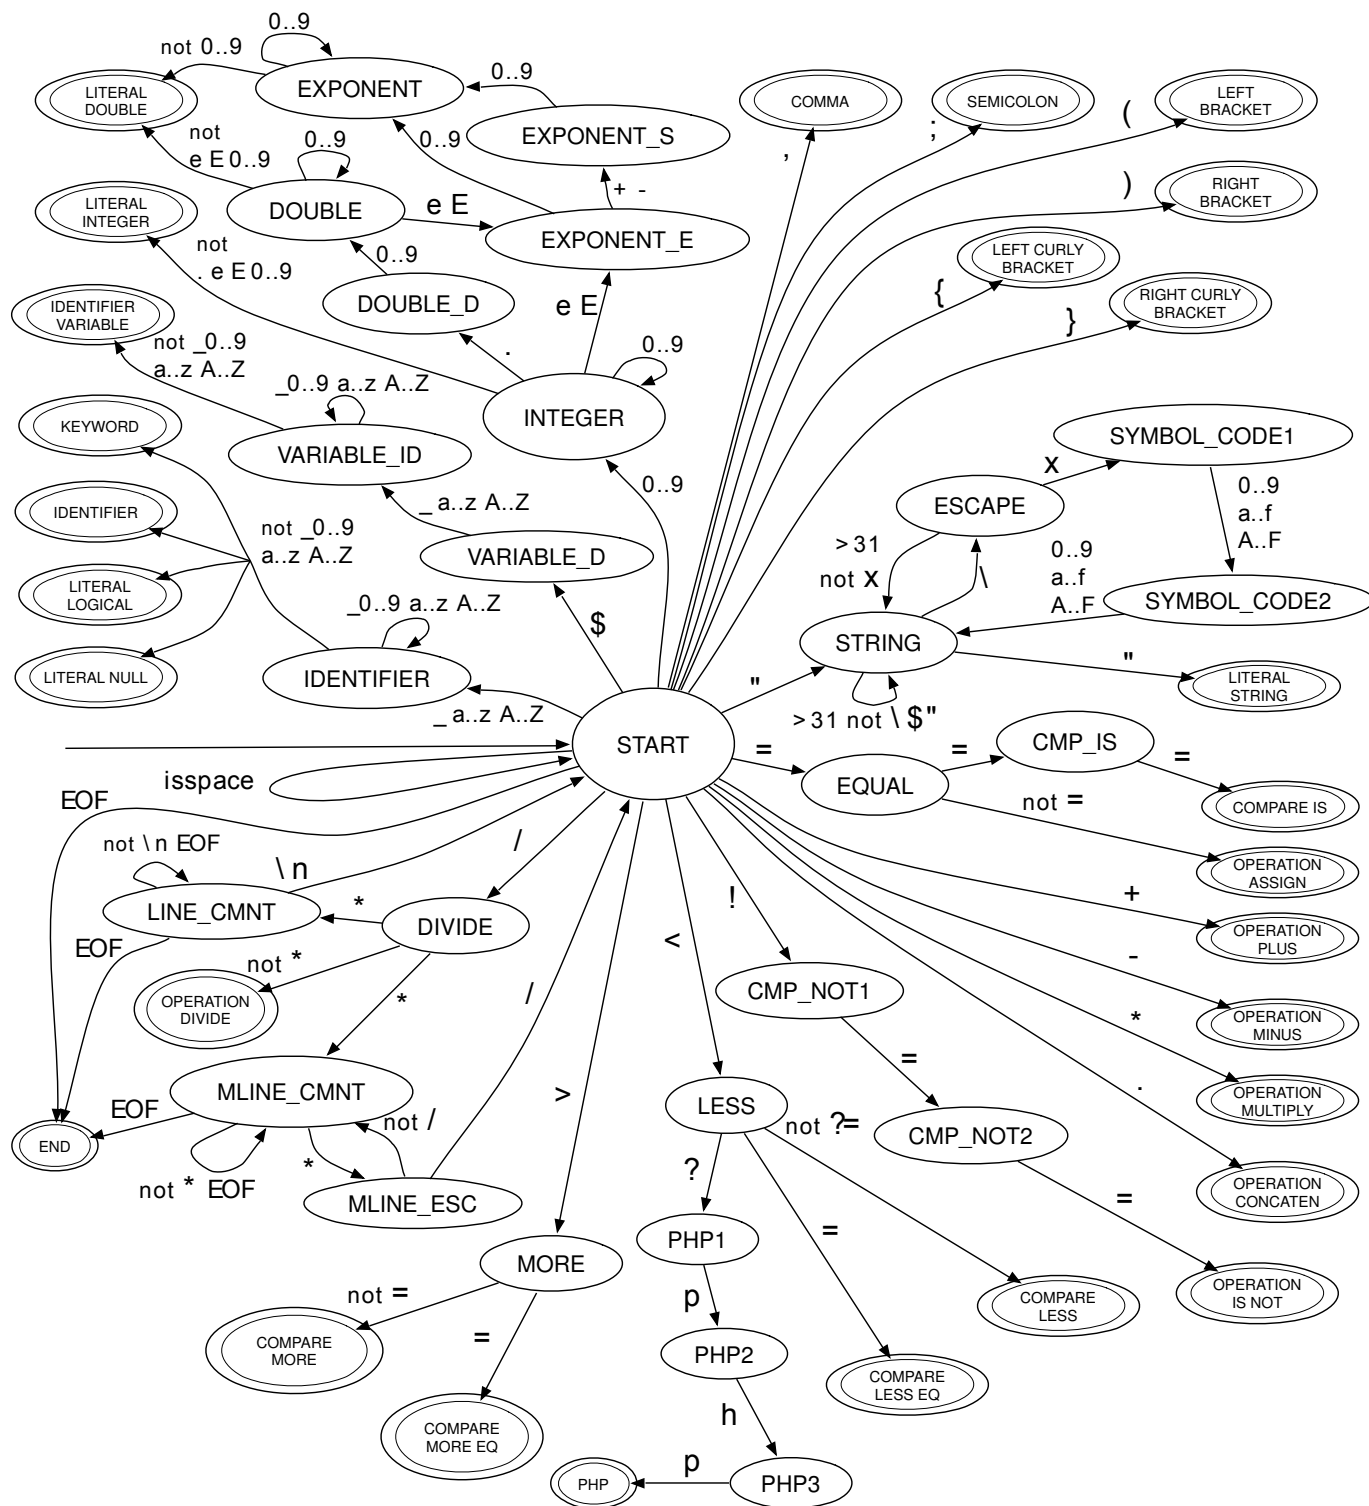 0..9
not 0..9
EXPONENT
0..9
LITERAL
DOUBLE
COMMA
SEMICOLON
LEFT
BRACKET
(
;
,
not
e E 0..9
0..9
0..9
EXPONENT_S
)
RIGHT
BRACKET
+ -
LITERAL
INTEGER
DOUBLE
e E
EXPONENT_E
not
. e E 0..9
0..9
LEFT CURLY
BRACKET
{
DOUBLE_D
e E
RIGHT CURLY
BRACKET
}
IDENTIFIER
VARIABLE
not _0..9
a..z A..Z
.
0..9
_0..9 a..z A..Z
INTEGER
KEYWORD
VARIABLE_ID
SYMBOL_CODE1
x
0..9
a..f
A..F
0..9
_ a..z A..Z
ESCAPE
IDENTIFIER
not _0..9
a..z A..Z
VARIABLE_D
> 31
not x
\
0..9
a..f
A..F
LITERAL
LOGICAL
_0..9 a..z A..Z
$
SYMBOL_CODE2
STRING
"
LITERAL NULL
IDENTIFIER
"
LITERAL
STRING
_ a..z A..Z
> 31 not \ $"
START
=
=
CMP_IS
=
isspace
EQUAL
not =
COMPARE IS
EOF
not \ n EOF
\ n
/
OPERATION
ASSIGN
!
+
LINE_CMNT
*
DIVIDE
<
OPERATION
PLUS
EOF
not *
-
CMP_NOT1
OPERATION
DIVIDE
*
/
*
OPERATION
MINUS
=
MLINE_CMNT
>
LESS
.
OPERATION
MULTIPLY
EOF
not /
not ?=
CMP_NOT2
END
*
?
not * EOF
MLINE_ESC
=
OPERATION
CONCATEN
PHP1
=
MORE
not =
p
COMPARE
LESS
OPERATION
IS NOT
COMPARE
MORE
=
PHP2
COMPARE
LESS EQ
h
COMPARE
MORE EQ
PHP
p
PHP3